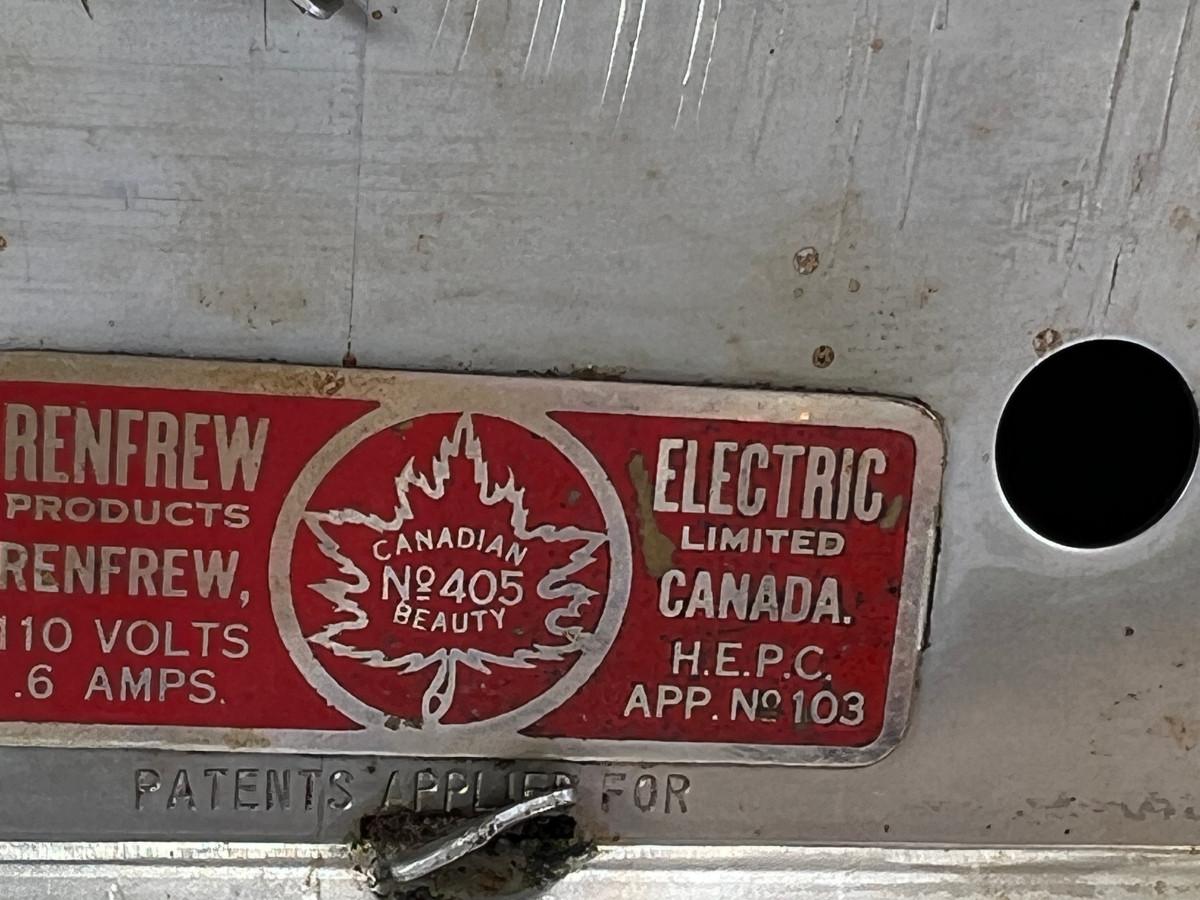 RENFREW
PRODUCTS
RENFREW,
110 VOLTS
.6 AMPS.
CANADIAN
Nº 405
BEAUTY
ELECTRIC
LIMITED
CANADA.
H.E.P.C.
APP. Nº 103
PATENTS APPLIED FOR